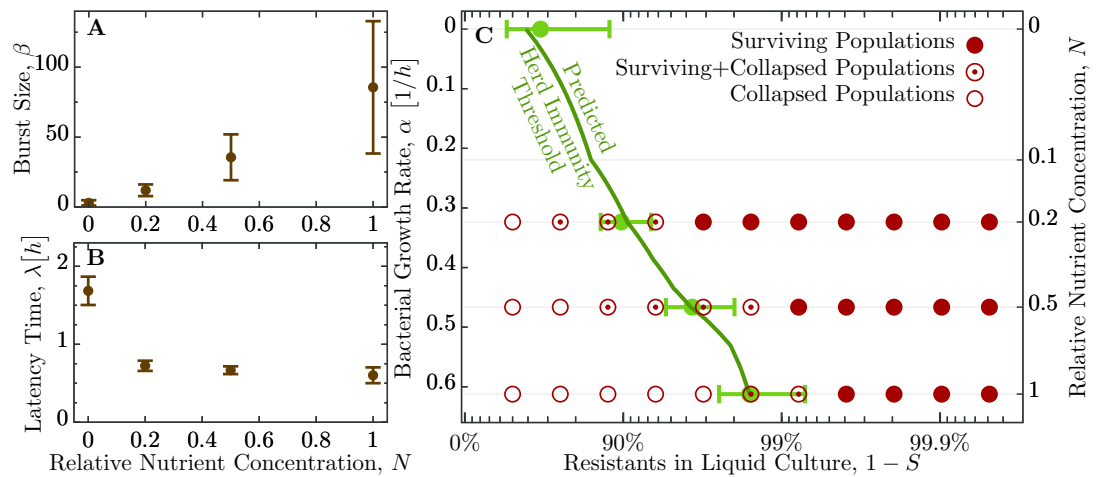 A
Burst Size, β
100
50
0
0 0.2 0.4 0.6 0.8 1
B
Latency Time, λ[h]
2
1
0
0 0.2 0.4 0.6 0.8 1
Relative Nutrient Concentration, N
C
Bacterial Growth Rate, α [1/h]
0
0.1
0.2
0.3
0.4
0.5
0.6
Predicted
Herd Immunity
Threshold
Surviving Populations
Surviving+Collapsed Populations
Collapsed Populations
0
0.1
0.2
0.5
1
Relative Nutrient Concentration, N
0% 90% 99% 99.9%
Resistants in Liquid Culture, 1 − S